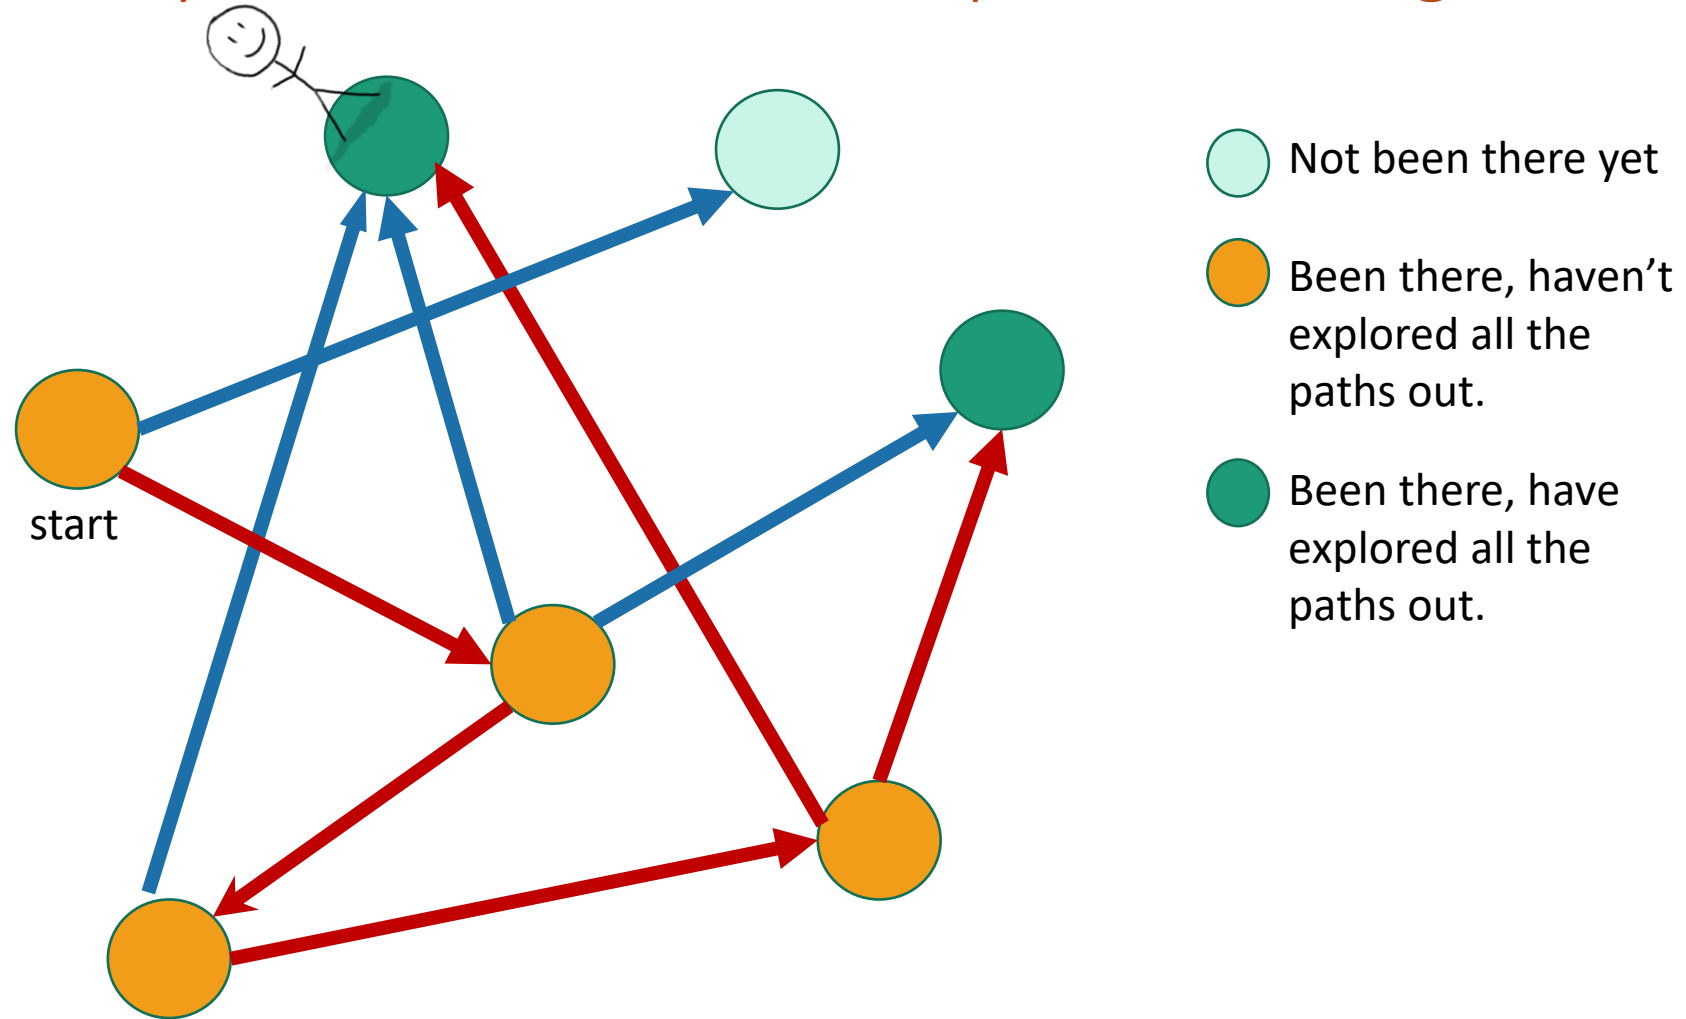 start
Not been there yet
Been there, haven’t
explored all the
paths out.
Been there, have
explored all the
paths out.